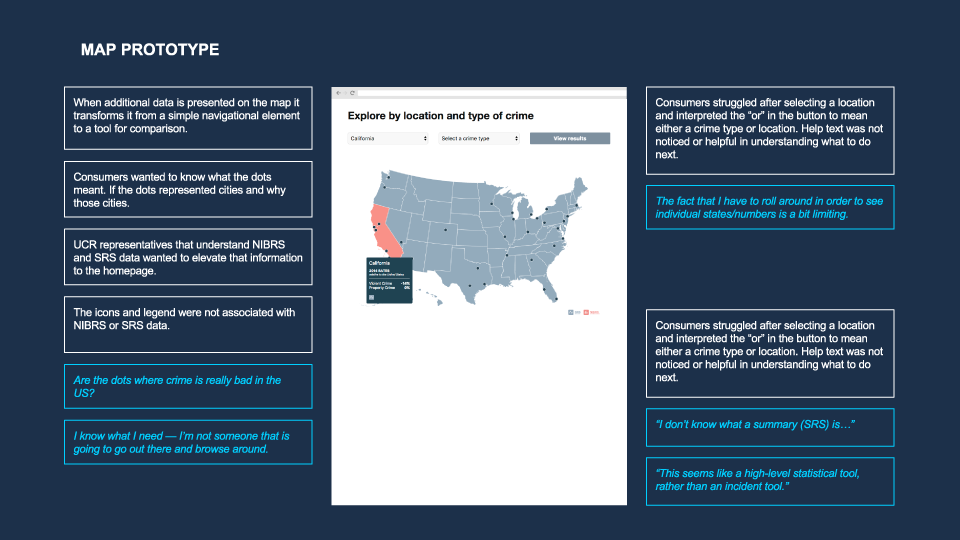 MAP PROTOTYPE
When additional data is presented on the map it
transforms it from a simple navigational element
to a tool for comparison.
Consumers wanted to know what the dots
meant. If the dots represented cities and why
those cities.
UCR representatives that understand NIBRS
and SRS data wanted to elevate that information
to the homepage.
The icons and legend were not associated with
NIBRS or SRS data.
Are the dots where crime is really bad in the
US?
I know what I need — I’m not someone that is
going to go out there and browse around.
Explore by location and type of crime
California
Select a crime type
View results
California
2014 RATES
relative to the United States
Violent Crime
Property Crime
Consumers struggled after selecting a location
and interpreted the “or” in the button to mean
either a crime type or location. Help text was not
noticed or helpful in understanding what to do
next.
The fact that I have to roll around in order to see
individual states/numbers is a bit limiting.
Consumers struggled after selecting a location
and interpreted the “or” in the button to mean
either a crime type or location. Help text was not
noticed or helpful in understanding what to do
next.
“I don’t know what a summary (SRS) is…”
“This seems like a high-level statistical tool,
rather than an incident tool.”